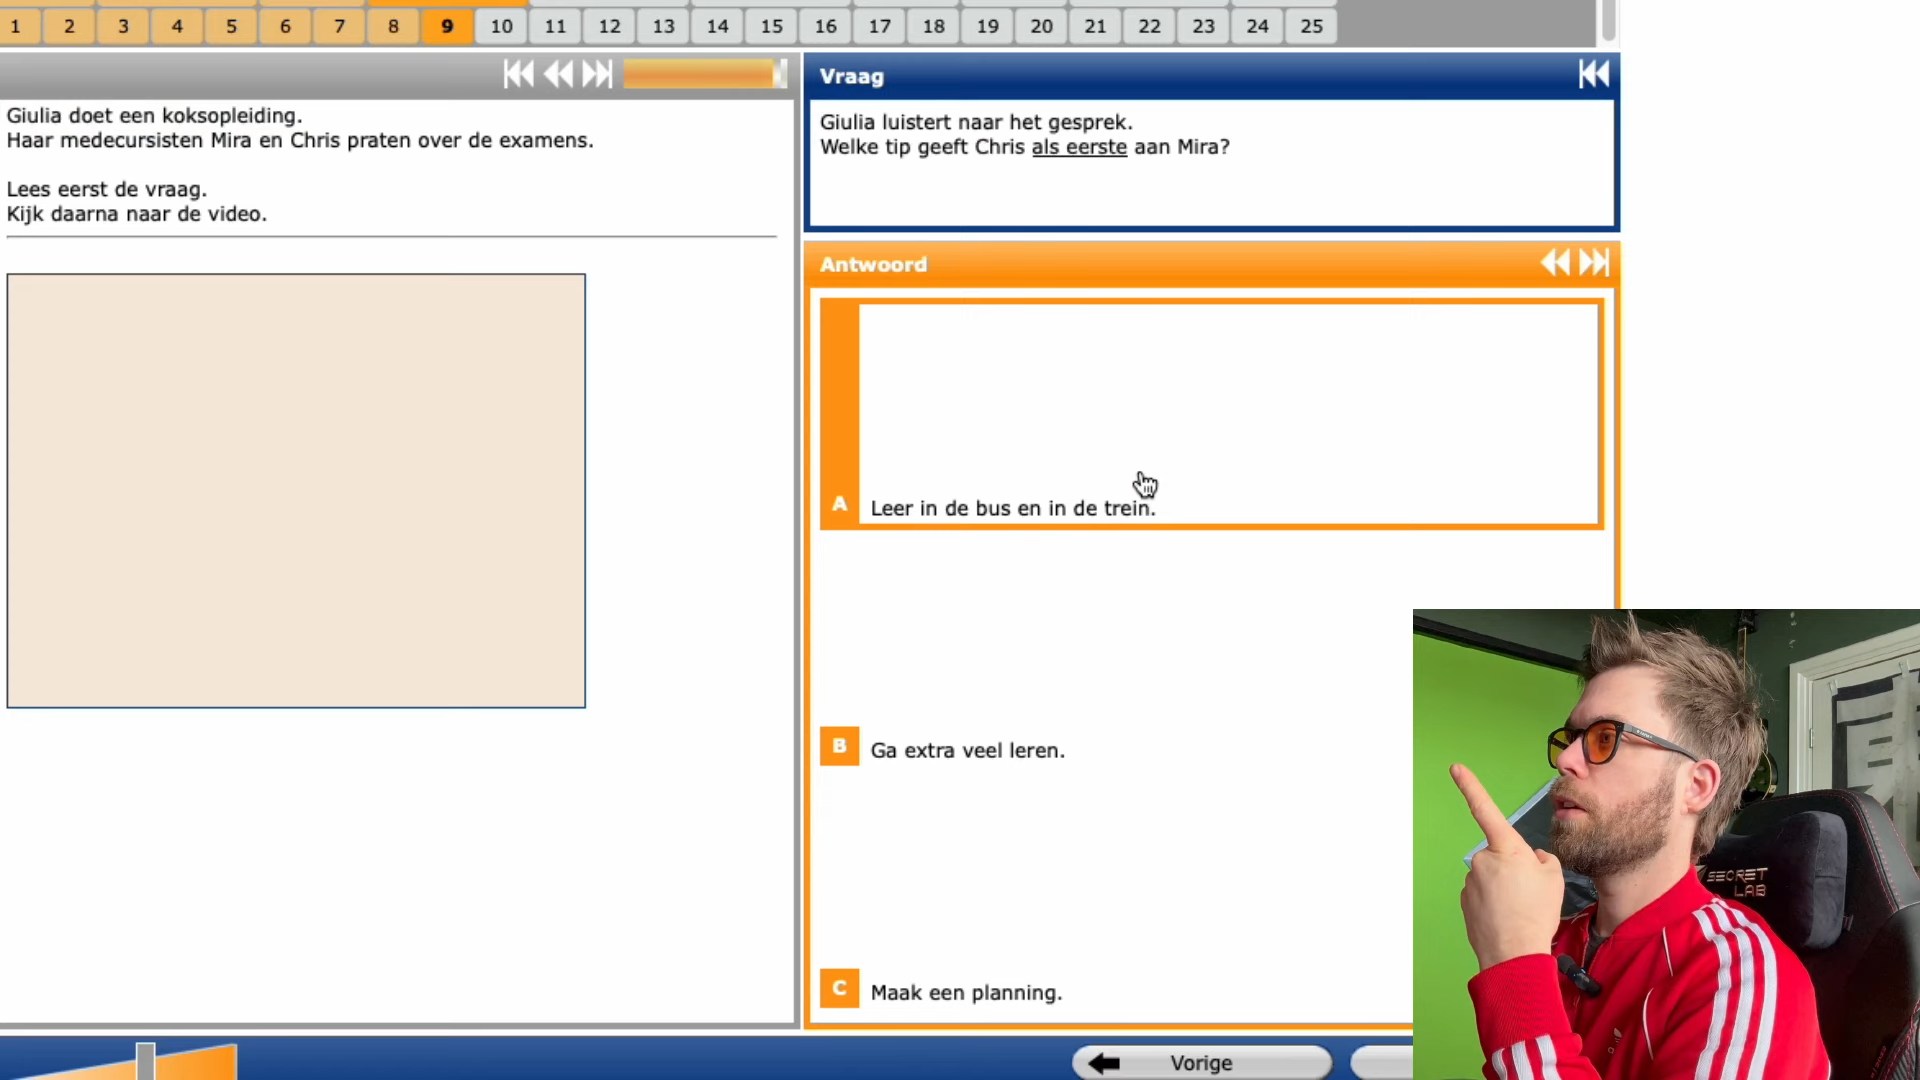 1 2 3 4 5 6 7 8 9 10 11 12 13 14 15 16 17 18 19 20 21 22 23 24 25
Giulia doet een koksopleiding.
Haar medecursisten Mira en Chris praten over de examens.
Lees eerst de vraag.
Kijk daarna naar de video.
Vraag
Giulia luistert naar het gesprek.
Welke tip geeft Chris als eerste aan Mira?
Antwoord
A Leer in de bus en in de trein.
B Ga extra veel leren.
C Maak een planning.
Vorige
SECRET
LAB